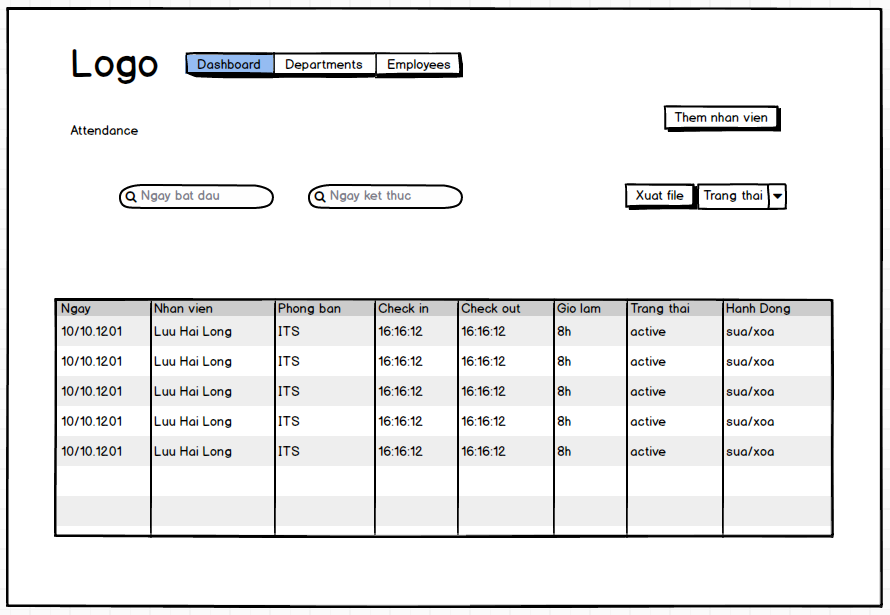 Logo
Dashboard Departments Employees
Them nhan vien
Attendance
Ngay bat dau Ngay ket thuc Xuat file Trang thai
Ngay Nhan vien Phong ban Check in Check out Gio lam Trang thai Hanh Dong
10/10.1201 Luu Hai Long ITS 16:16:12 16:16:12 8h active sua/xoa
10/10.1201 Luu Hai Long ITS 16:16:12 16:16:12 8h active sua/xoa
10/10.1201 Luu Hai Long ITS 16:16:12 16:16:12 8h active sua/xoa
10/10.1201 Luu Hai Long ITS 16:16:12 16:16:12 8h active sua/xoa
10/10.1201 Luu Hai Long ITS 16:16:12 16:16:12 8h active sua/xoa